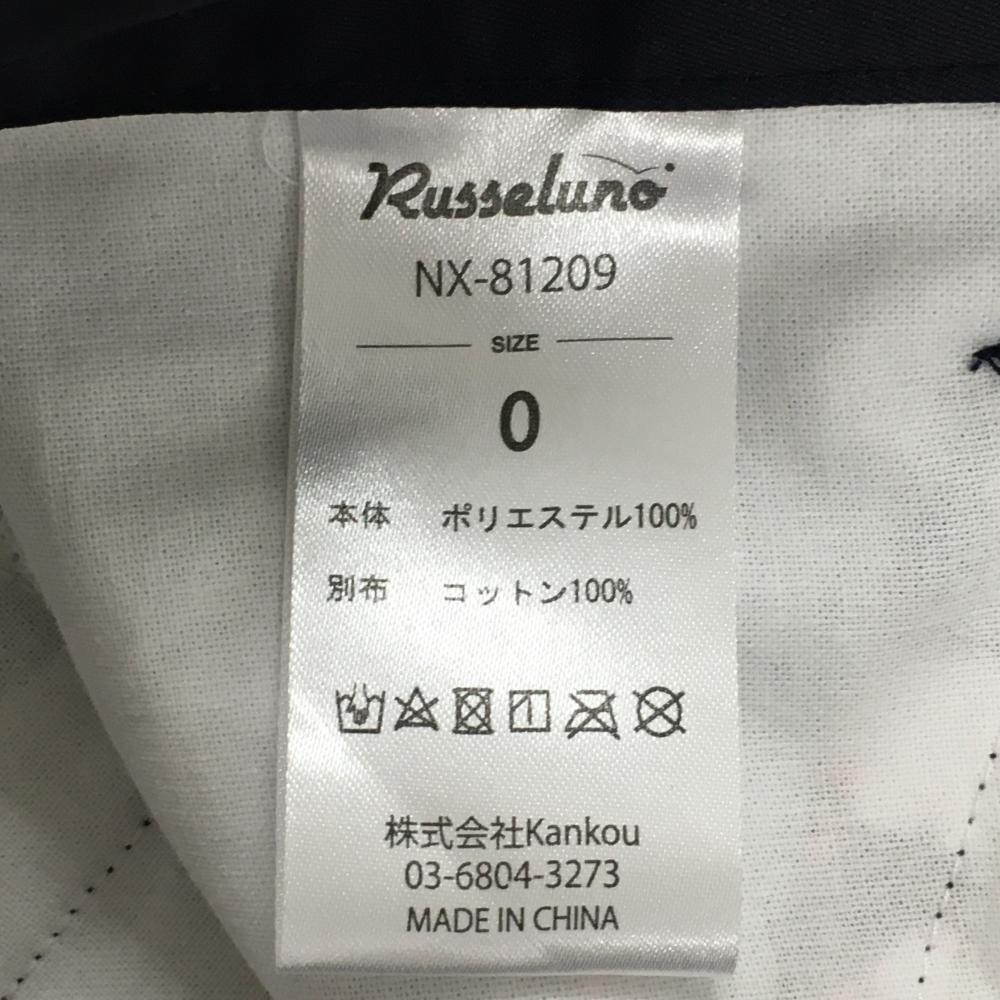 Russeluno
NX-81209
SIZE
0
本体 ポリエステル100%
別布 コットン100%
株式会社Kankou
03-6804-3273
MADE IN CHINA